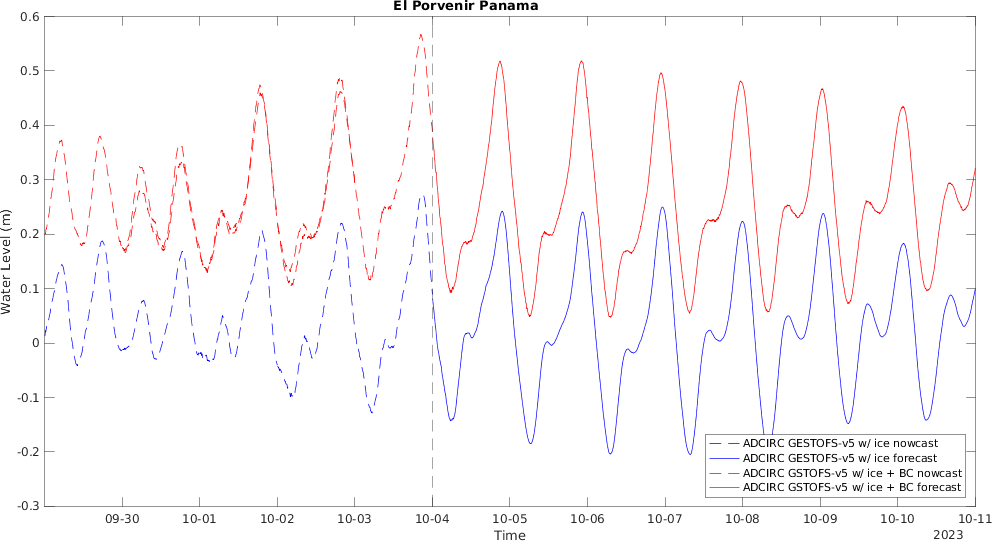 El Porvenir Panama
0.6
0.5
0.4
0.3
0.2
0.1
0
-0.1
-0.2
-0.3
Water Level (m)
ADCIRC GESTOFS-v5 w/ ice nowcast
ADCIRC GESTOFS-v5 w/ ice forecast
ADCIRC GSTOFS-v5 w/ ice + BC nowcast
ADCIRC GSTOFS-v5 w/ ice + BC forecast
09-30 10-01 10-02 10-03 10-04 10-05 10-06 10-07 10-08 10-09 10-10 10-11
Time
2023